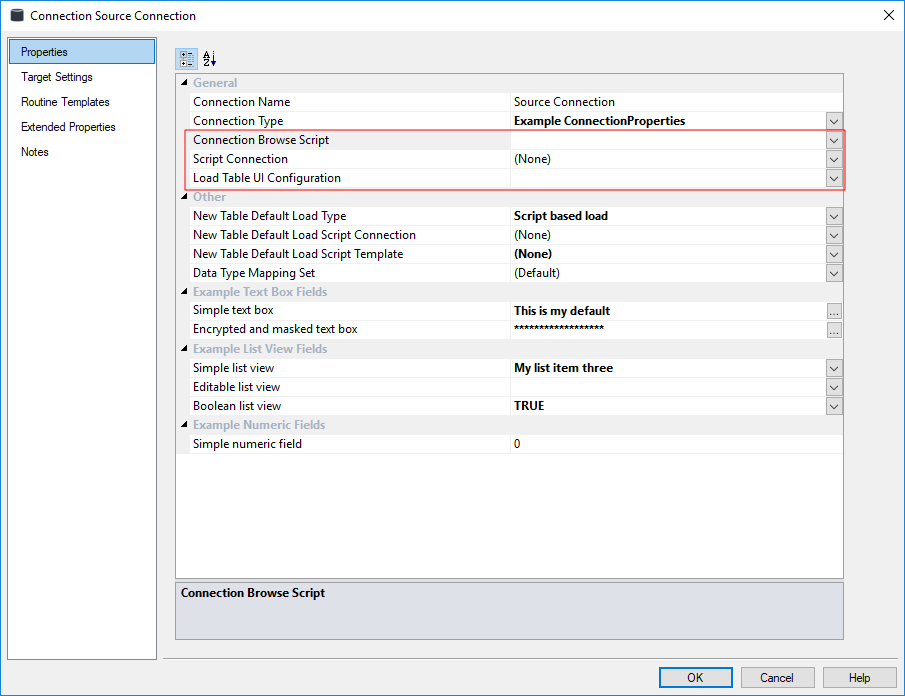 Connection Source Connection
Properties
Target Settings
Routine Templates
Extended Properties
Notes
General
Connection Name Source Connection
Connection Type Example ConnectionProperties
Connection Browse Script
Script Connection (None)
Load Table UI Configuration
Other
New Table Default Load Type Script based load
New Table Default Load Script Connection (None)
New Table Default Load Script Template (None)
Data Type Mapping Set (Default)
Example Text Box Fields
Simple text box This is my default ...
Encrypted and masked text box ****************** ...
Example List View Fields
Simple list view My list item three
Editable list view
Boolean list view TRUE
Example Numeric Fields
Simple numeric field 0
Connection Browse Script
OK Cancel Help